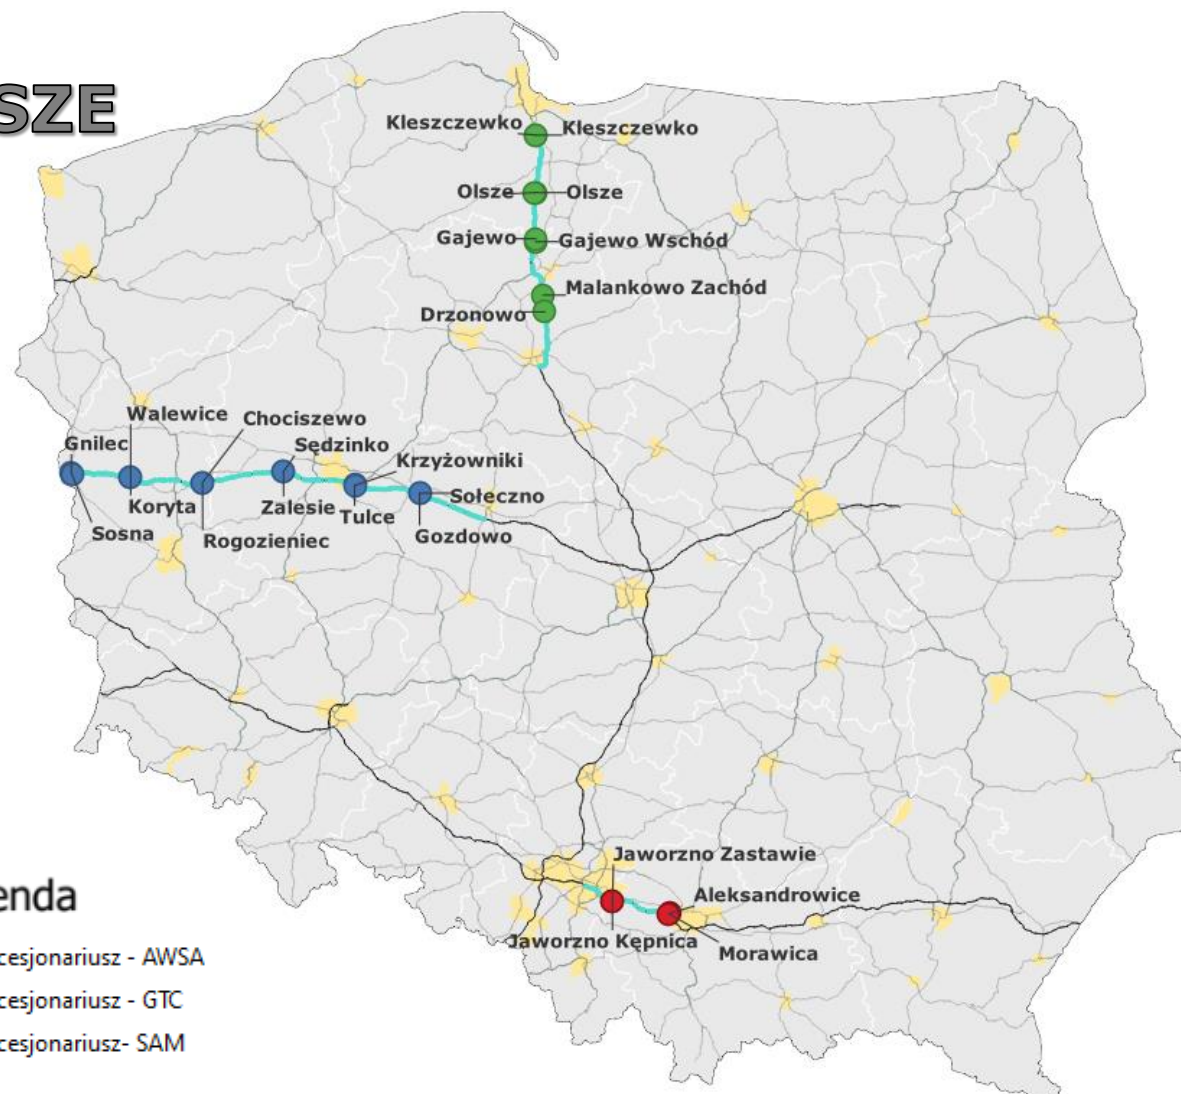 SZE
Kleszczewko
Kleszczewko
Olsze
Olsze
Gajewo
Gajewo Wschód
Malankowo Zachód
Drzonowo
Walewice
Chociszewo
Gnilec
Sędzinko
Krzyżowniki
Sołeczno
Koryta
Zalesie
Tulce
Sosna
Rogozieniec
Gozdowo
Jaworzno Zastawie
Aleksandrowice
Jaworzno Kępnica
Morawica
enda
cesjonariusz - AWSA
cesjonariusz - GTC
cesjonariusz- SAM